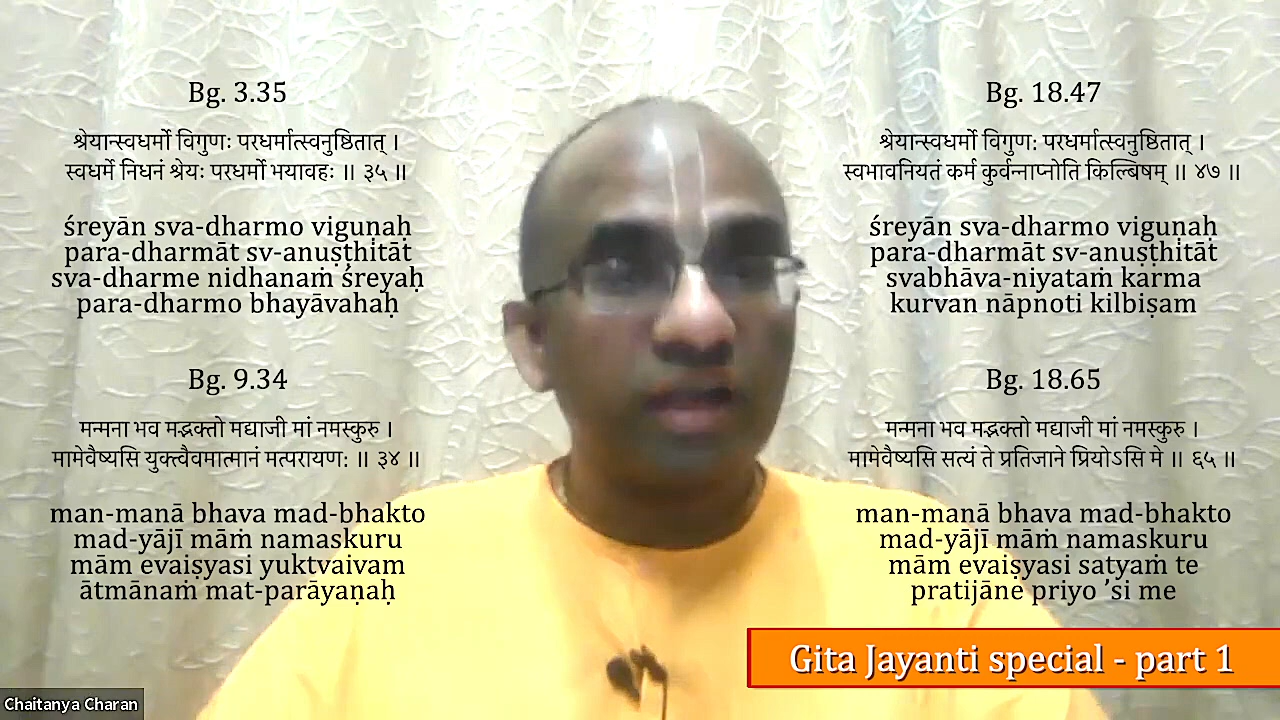 Bg. 3.35
श्रेयान्स्वधर्मो विगुणः परधर्मात्स्वनुष्ठितात् ।
स्वधर्मे निधनं श्रेयः परधर्मो भयावहः ॥ ३५ ॥
śreyān sva-dharmo viguṇaḥ
para-dharmāt sv-anuṣṭhitāt
sva-dharme nidhanaṁ śreyaḥ
para-dharmo bhayāvahaḥ
Bg. 9.34
मन्मना भव मद्भक्तो मद्याजी मां नमस्कुरु ।
मामेवैष्यसि युक्त्वैवमात्मानं मत्परायण: ॥ ३४ ॥
man-manā bhava mad-bhakto
mad-yājī māṁ namaskuru
mām evaiṣyasi yuktvaivam
ātmānaṁ mat-parāyaṇaḥ
Bg. 18.47
श्रेयान्स्वधर्मो विगुण: परधर्मात्स्वनुष्ठितात् ।
स्वभावनियतं कर्म कुर्वन्नाप्नोति किल्बिषम् ॥ ४७ ॥
śreyān sva-dharmo viguṇaḥ
para-dharmāt sv-anuṣṭhitāt
svabhāva-niyataṁ karma
kurvan nāpnoti kilbiṣam
Bg. 18.65
मन्मना भव मद्भक्तो मद्याजी मां नमस्कुरु ।
मामेवैष्यसि सत्यं ते प्रतिजाने प्रियोऽसि मे ॥ ६५ ॥
man-manā bhava mad-bhakto
mad-yājī māṁ namaskuru
mām evaiṣyasi satyaṁ te
pratijāne priyo ’si me
Gita Jayanti special - part 1
Chaitanya Charan